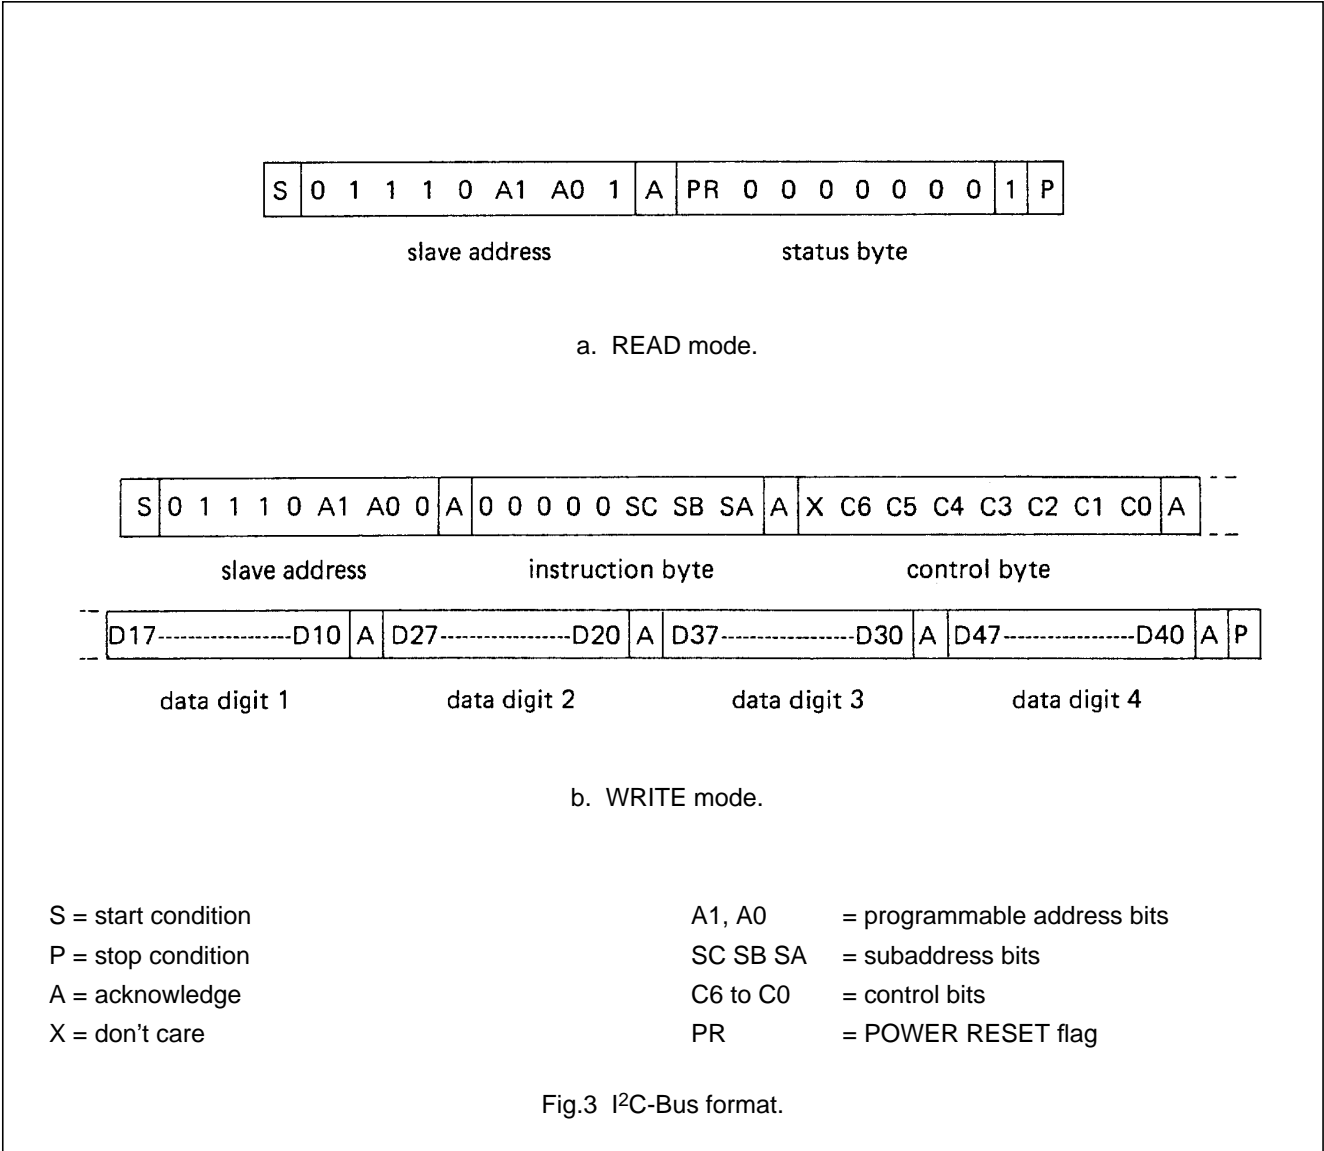 S 0 1 1 1 0 A1 A0 1 A PR 0 0 0 0 0 0 0 1 P
slave address status byte
a. READ mode.
S 0 1 1 1 0 A1 A0 0 A 0 0 0 0 0 SC SB SA A X C6 C5 C4 C3 C2 C1 C0 A
slave address instruction byte control byte
D17-----------------D10 A D27-----------------D20 A D37-----------------D30 A D47-----------------D40 A P
data digit 1 data digit 2 data digit 3 data digit 4
b. WRITE mode.
S = start condition A1, A0 = programmable address bits
P = stop condition SC SB SA = subaddress bits
A = acknowledge C6 to C0 = control bits
X = don't care PR = POWER RESET flag
Fig.3 I²C-Bus format.